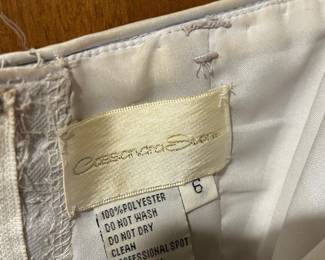 Cassandra Stone
6
100%POLYESTER
DO NOT WASH
DO NOT DRY
CLEAN
PROFESSIONAL SPOT